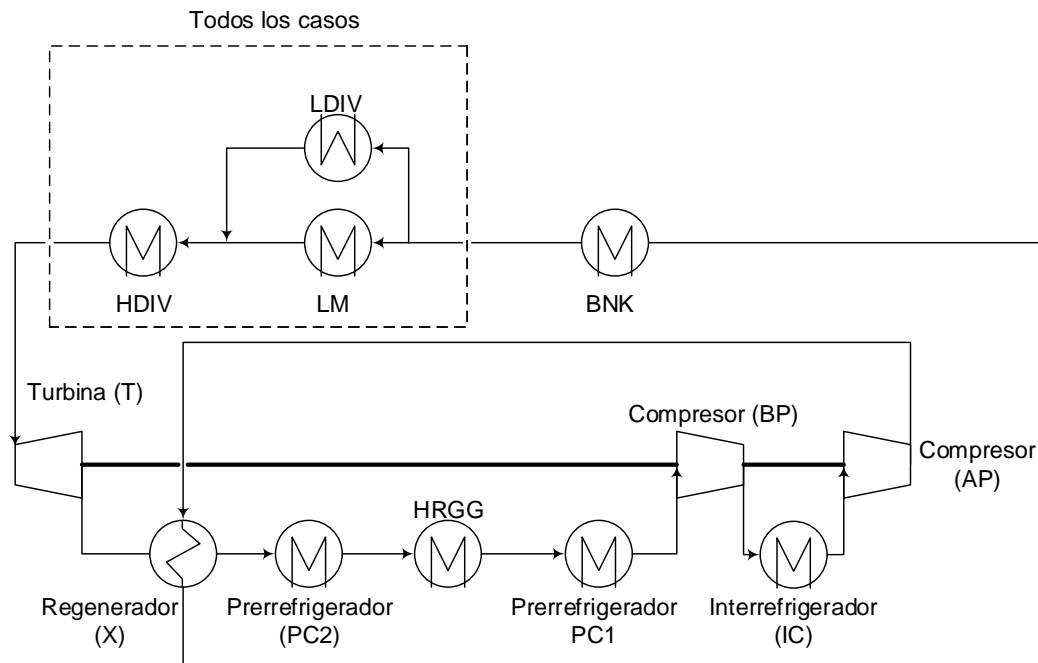 Todos los casos
LDIV
HDIV
LM
BNK
Turbina (T)
Compresor (BP)
Compresor
(AP)
HRGG
Regenerador
(X)
Prerrefrigerador
(PC2)
Prerrefrigerador
PC1
Interrefrigerador
(IC)